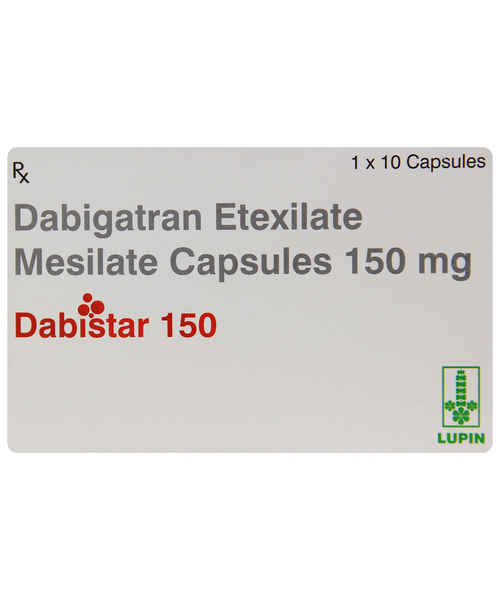 Rx
1 x 10 Capsules
Dabigatran Etexilate
Mesilate Capsules 150 mg
Dabistar 150
LUPIN